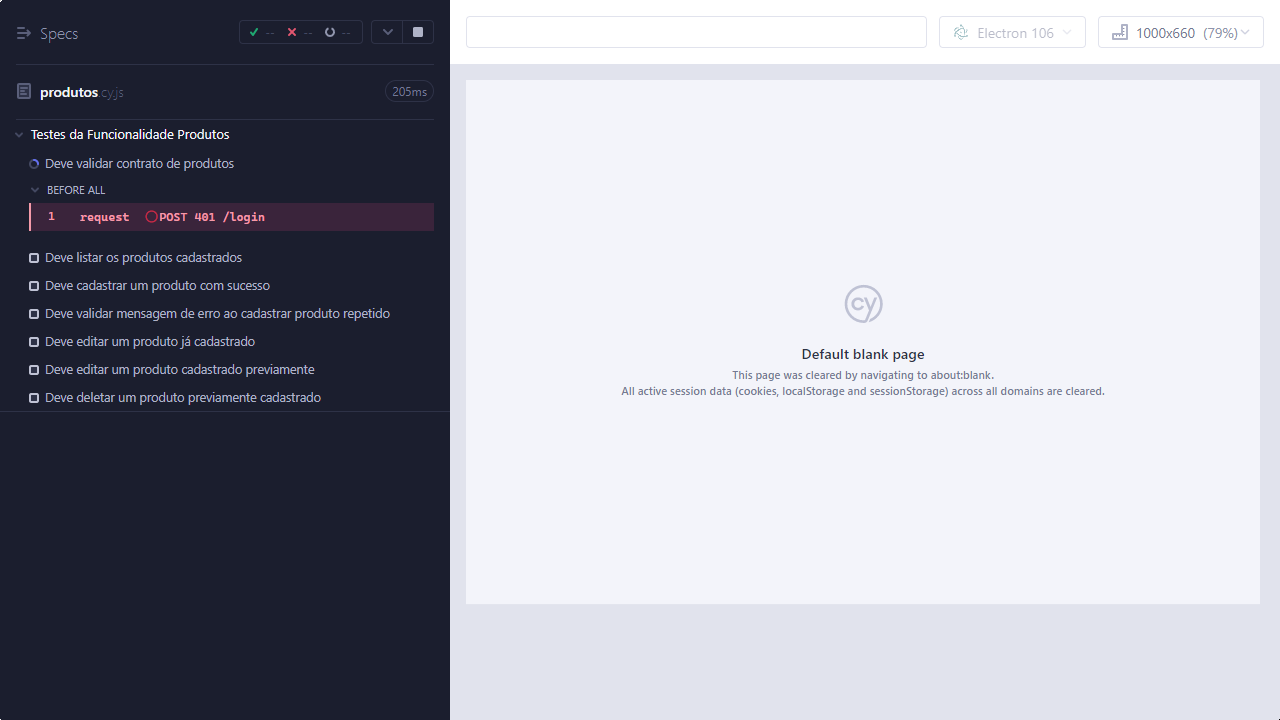 Specs
--
--
--
produtos.cy.js
205ms
Testes da Funcionalidade Produtos
Deve validar contrato de produtos
BEFORE ALL
1 request POST 401 /login
Deve listar os produtos cadastrados
Deve cadastrar um produto com sucesso
Deve validar mensagem de erro ao cadastrar produto repetido
Deve editar um produto já cadastrado
Deve editar um produto cadastrado previamente
Deve deletar um produto previamente cadastrado
Electron 106
1000x660 (79%)
cy
Default blank page
This page was cleared by navigating to about:blank.
All active session data (cookies, localStorage and sessionStorage) across all domains are cleared.